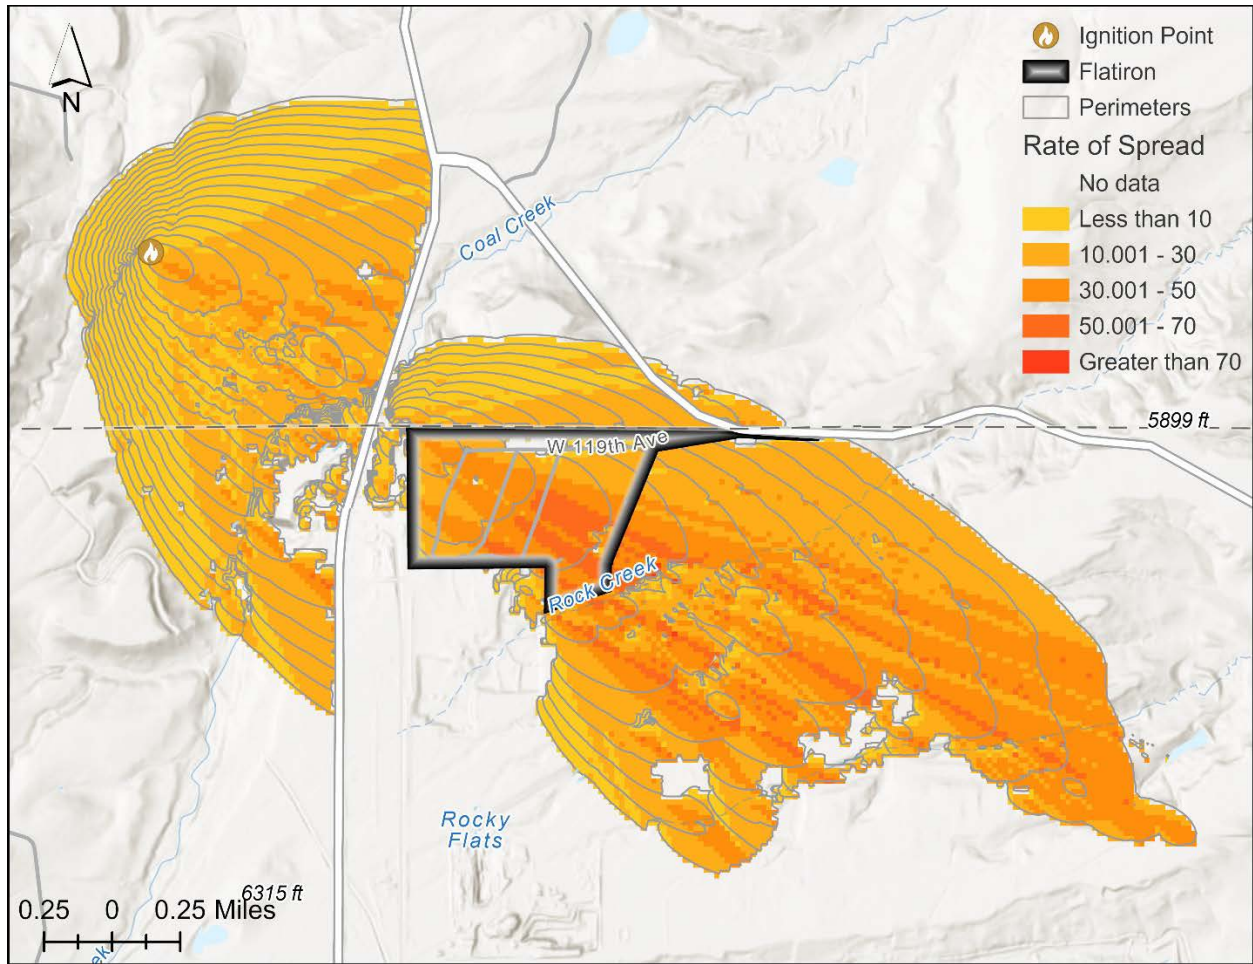 N
Ignition Point
Flatiron
Perimeters
Rate of Spread
No data
Less than 10
10.001 - 30
30.001 - 50
50.001 - 70
Greater than 70
Coal Creek
5899 ft
W 119th Ave
Rock Creek
Rocky
Flats
6315 ft
0.25 0 0.25 Miles
ek